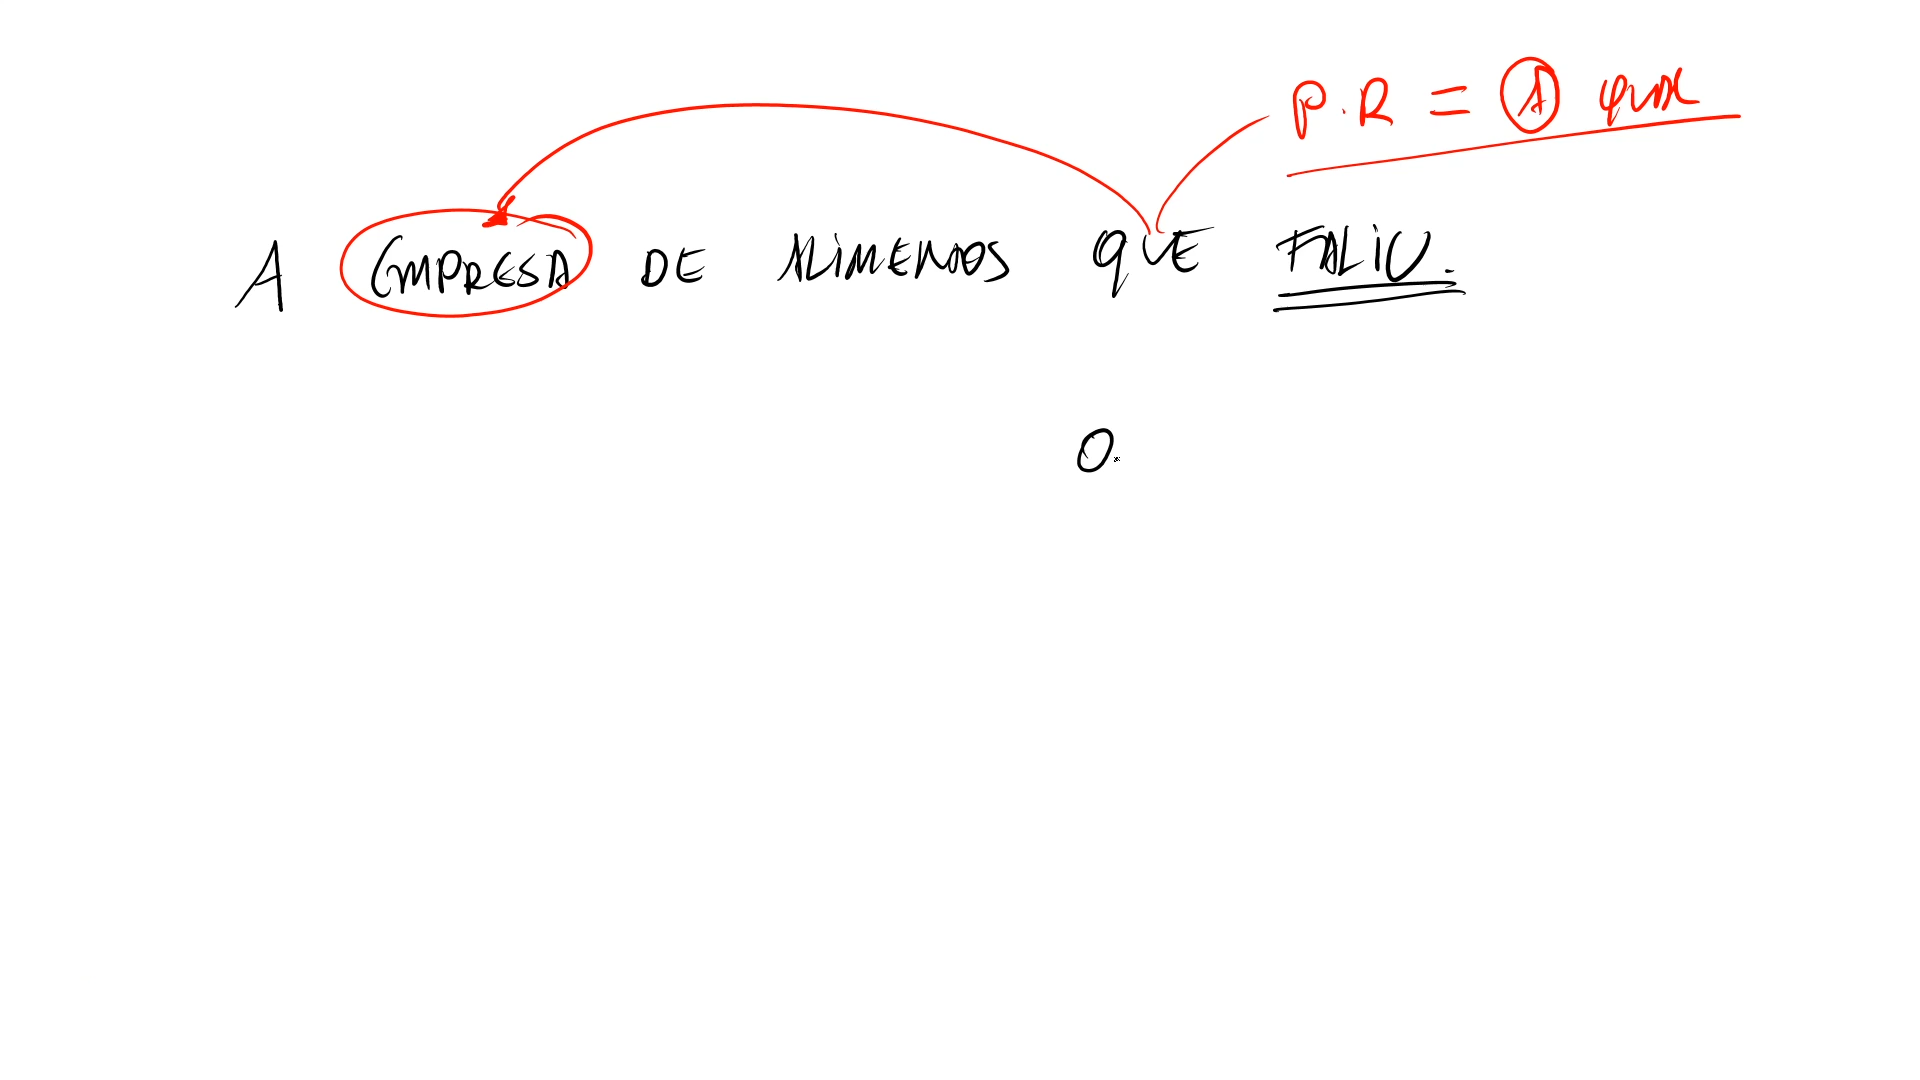 P.R = A qual
A EMPRESA DE ALIMENTOS QUE FALIU.
O